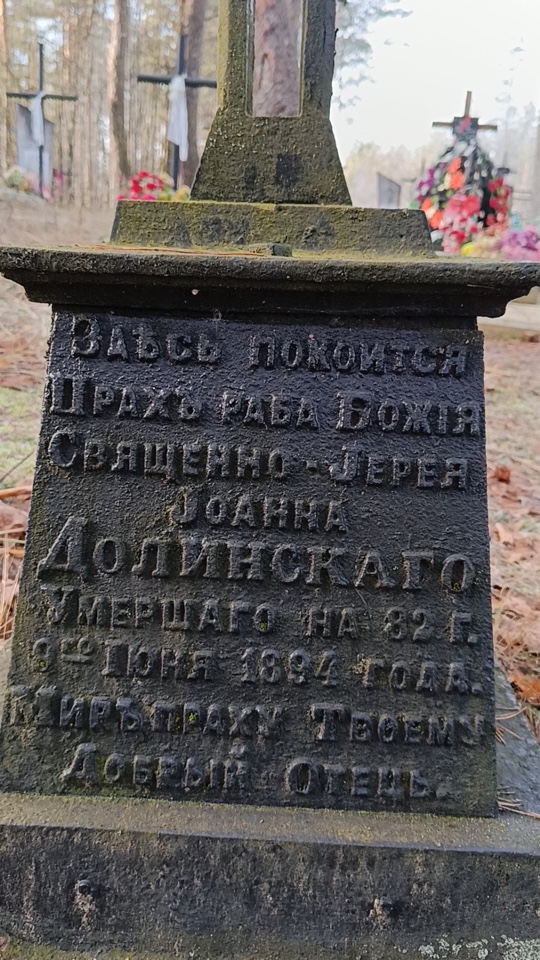 Здѣсь покоится
Прахъ раба Божія
Священно-Іерея
Іоанна
Долинскаго
Умершаго на 82 г.
9го Іюня 1894 года.
Миръ праху Твоему
Добрый Отецъ.